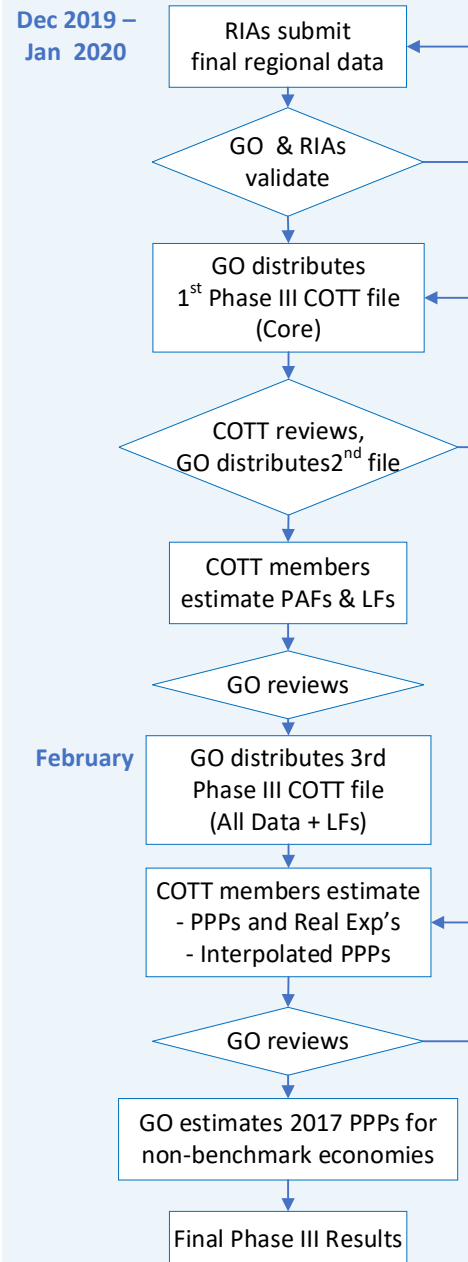 Dec 2019 –
Jan 2020
RIAs submit
final regional data
GO & RIAs
validate
GO distributes
1st Phase III COTT file
(Core)
COTT reviews,
GO distributes2nd file
COTT members
estimate PAFs & LFs
GO reviews
February
GO distributes 3rd
Phase III COTT file
(All Data + LFs)
COTT members estimate
- PPPs and Real Exp's
- Interpolated PPPs
GO reviews
GO estimates 2017 PPPs for
non-benchmark economies
Final Phase III Results